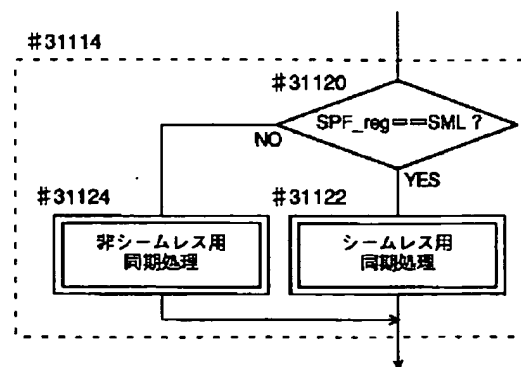 #31114
#31120
SPF_reg==SML?
NO
YES
#31124
#31122
非シームレス用
同期処理
シームレス用
同期処理